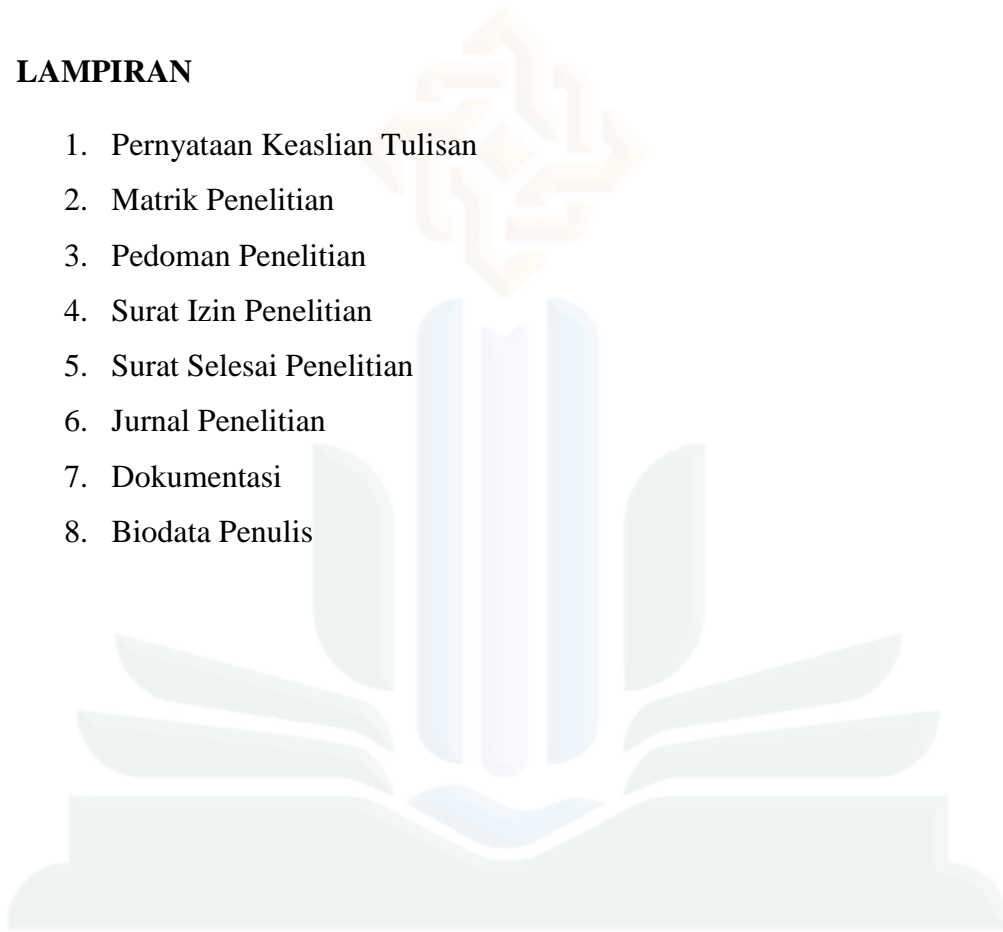 LAMPIRAN
1. Pernyataan Keaslian Tulisan
2. Matrik Penelitian
3. Pedoman Penelitian
4. Surat Izin Penelitian
5. Surat Selesai Penelitian
6. Jurnal Penelitian
7. Dokumentasi
8. Biodata Penulis